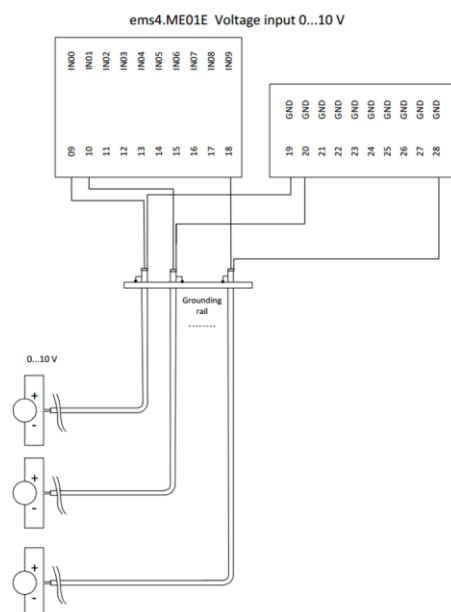 ems4.ME01E Voltage input 0...10 V
IN00 IN01 IN02 IN03 IN04 IN05 IN06 IN07 IN08 IN09
09 10 11 12 13 14 15 16 17 18
GND GND GND GND GND GND GND GND GND GND
19 20 21 22 23 24 25 26 27 28
Grounding
rail
........
0...10 V
+
-
+
-
+
-